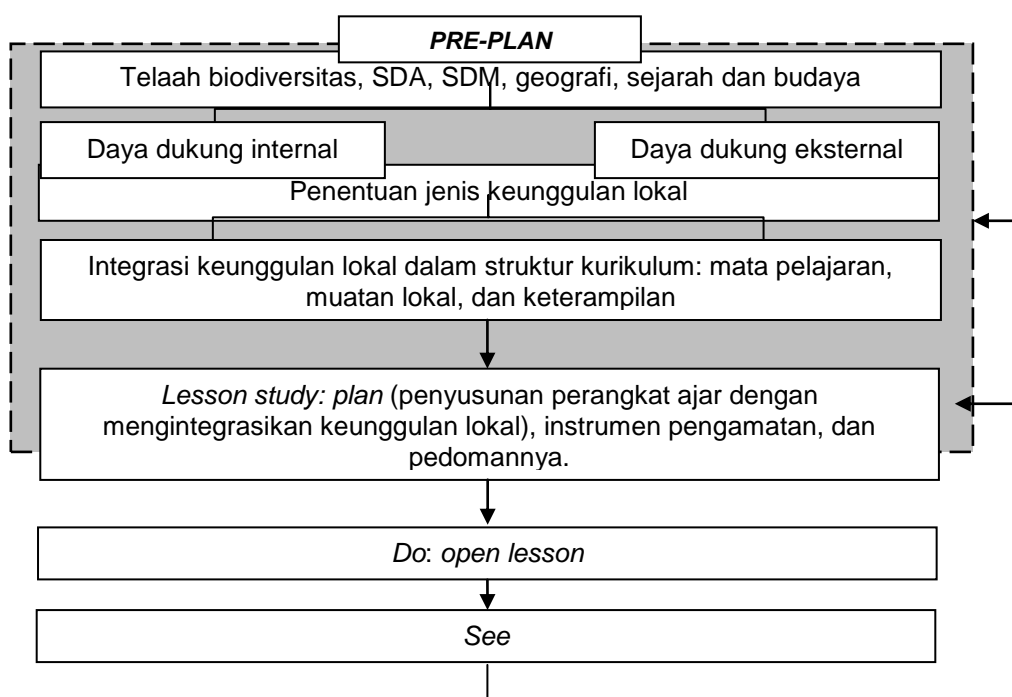 PRE-PLAN
Telaah biodiversitas, SDA, SDM, geografi, sejarah dan budaya
Daya dukung internal
Daya dukung eksternal
Penentuan jenis keunggulan lokal
Integrasi keunggulan lokal dalam struktur kurikulum: mata pelajaran,
muatan lokal, dan keterampilan
Lesson study: plan (penyusunan perangkat ajar dengan
mengintegrasikan keunggulan lokal), instrumen pengamatan, dan
pedomannya.
Do: open lesson
See